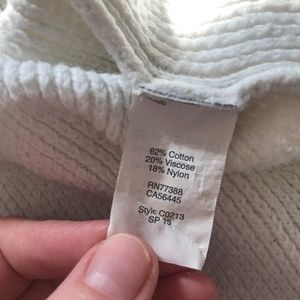 62% Cotton
20% Viscose
18% Nylon
RN77388
CA56445
Style C0213
SP 15